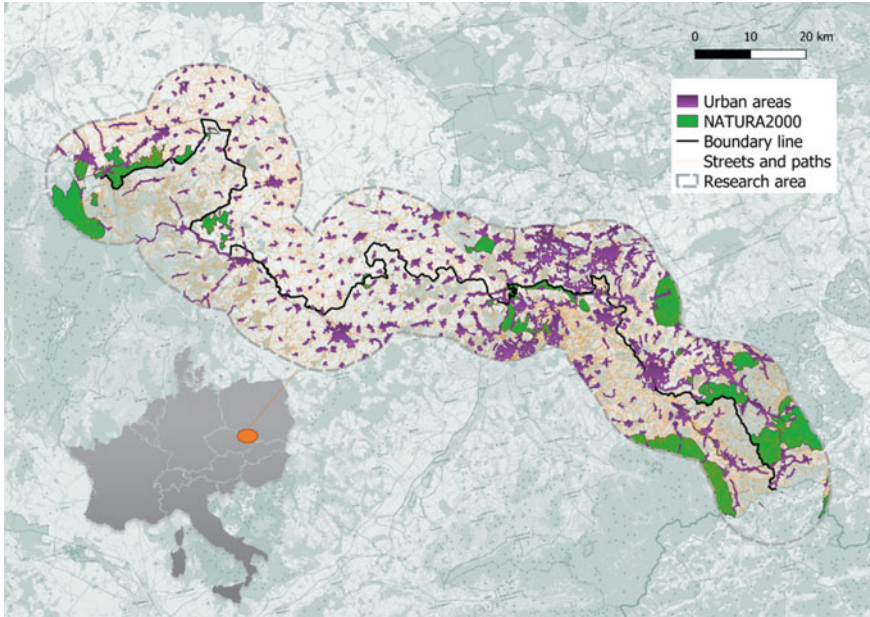 0 10 20 km
Urban areas
NATURA2000
Boundary line
Streets and paths
Research area